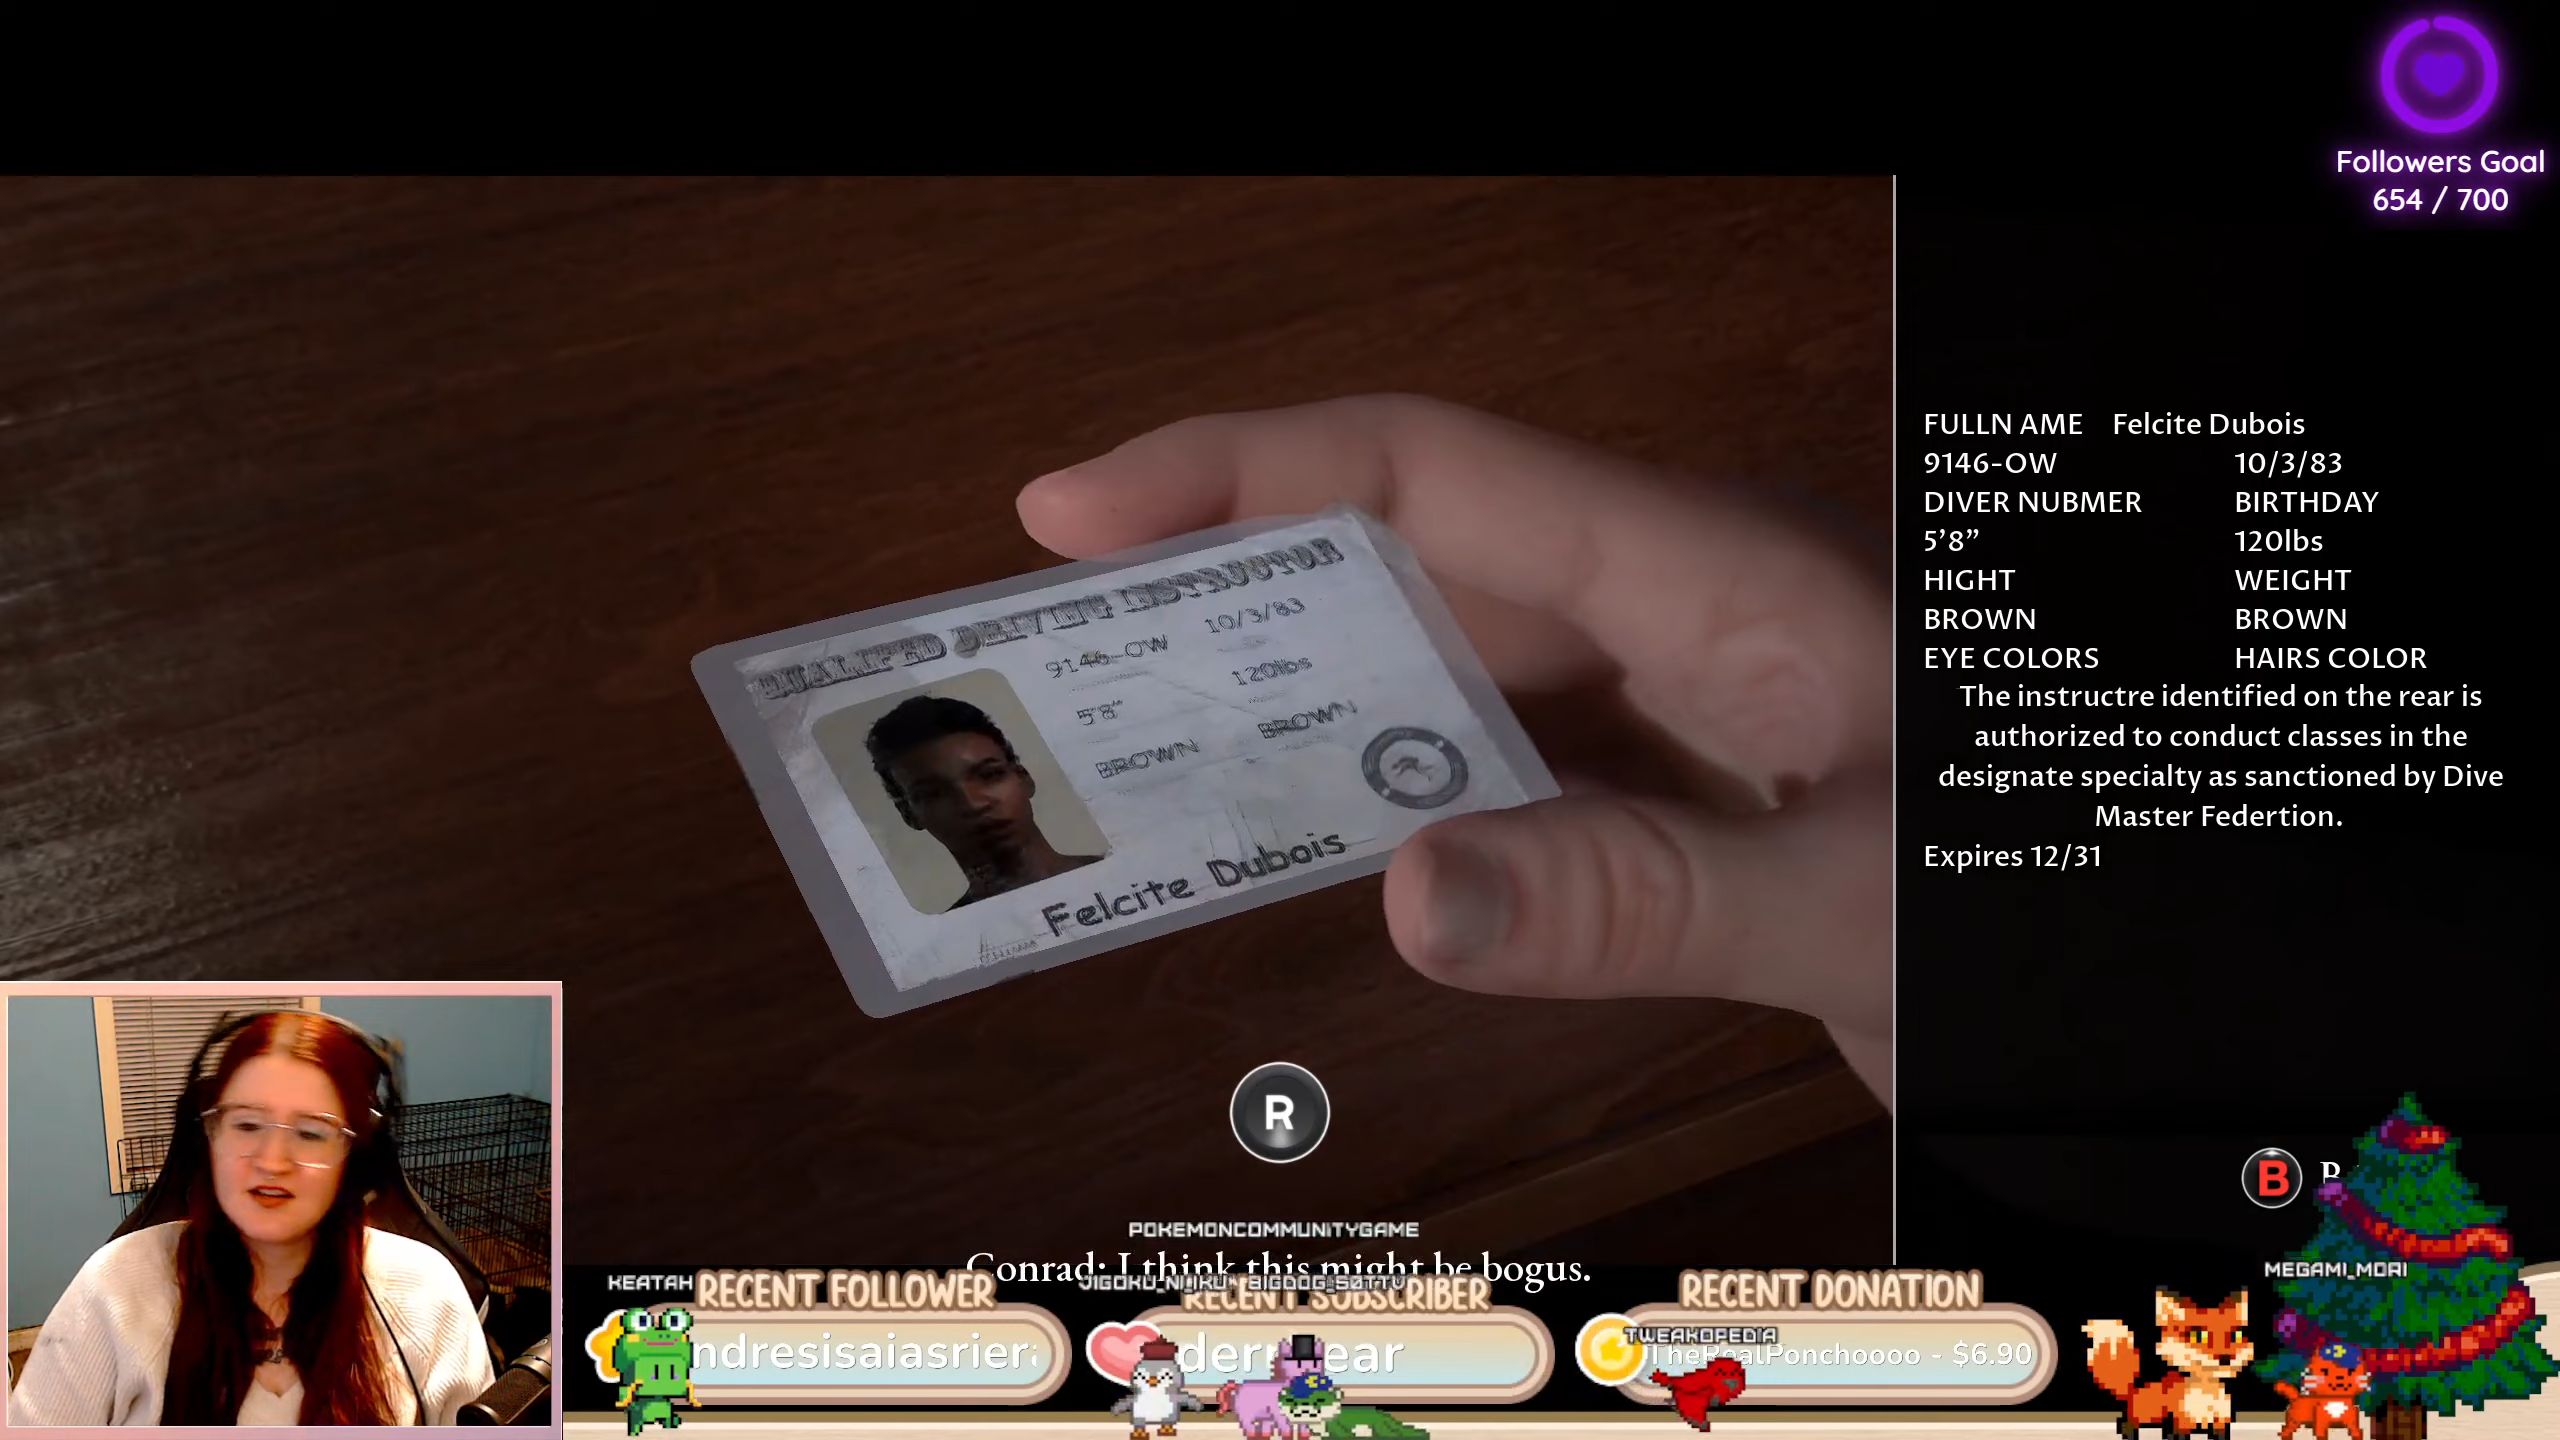 Followers Goal
654 / 700
FULLN AME Felcite Dubois
9146-OW 10/3/83
DIVER NUBMER BIRTHDAY
5'8” 120lbs
HIGHT WEIGHT
BROWN BROWN
EYE COLORS HAIRS COLOR
The instructre identified on the rear is
authorized to conduct classes in the
designate specialty as sanctioned by Dive
Master Federtion.
Expires 12/31
10/3/83
9146-OW
120lbs
5'8"
BROWN
BROWN
Felcite Dubois
R
B
POKEMONCOMMUNITYGAME
Conrad: I think this might be bogus.
MEGAMI_MORI
KEATAH
RECENT FOLLOWER
RECENT SUBSCRIBER
RECENT DONATION
TWEAKOPEDIA
TheRealPonchoooo - $6.90